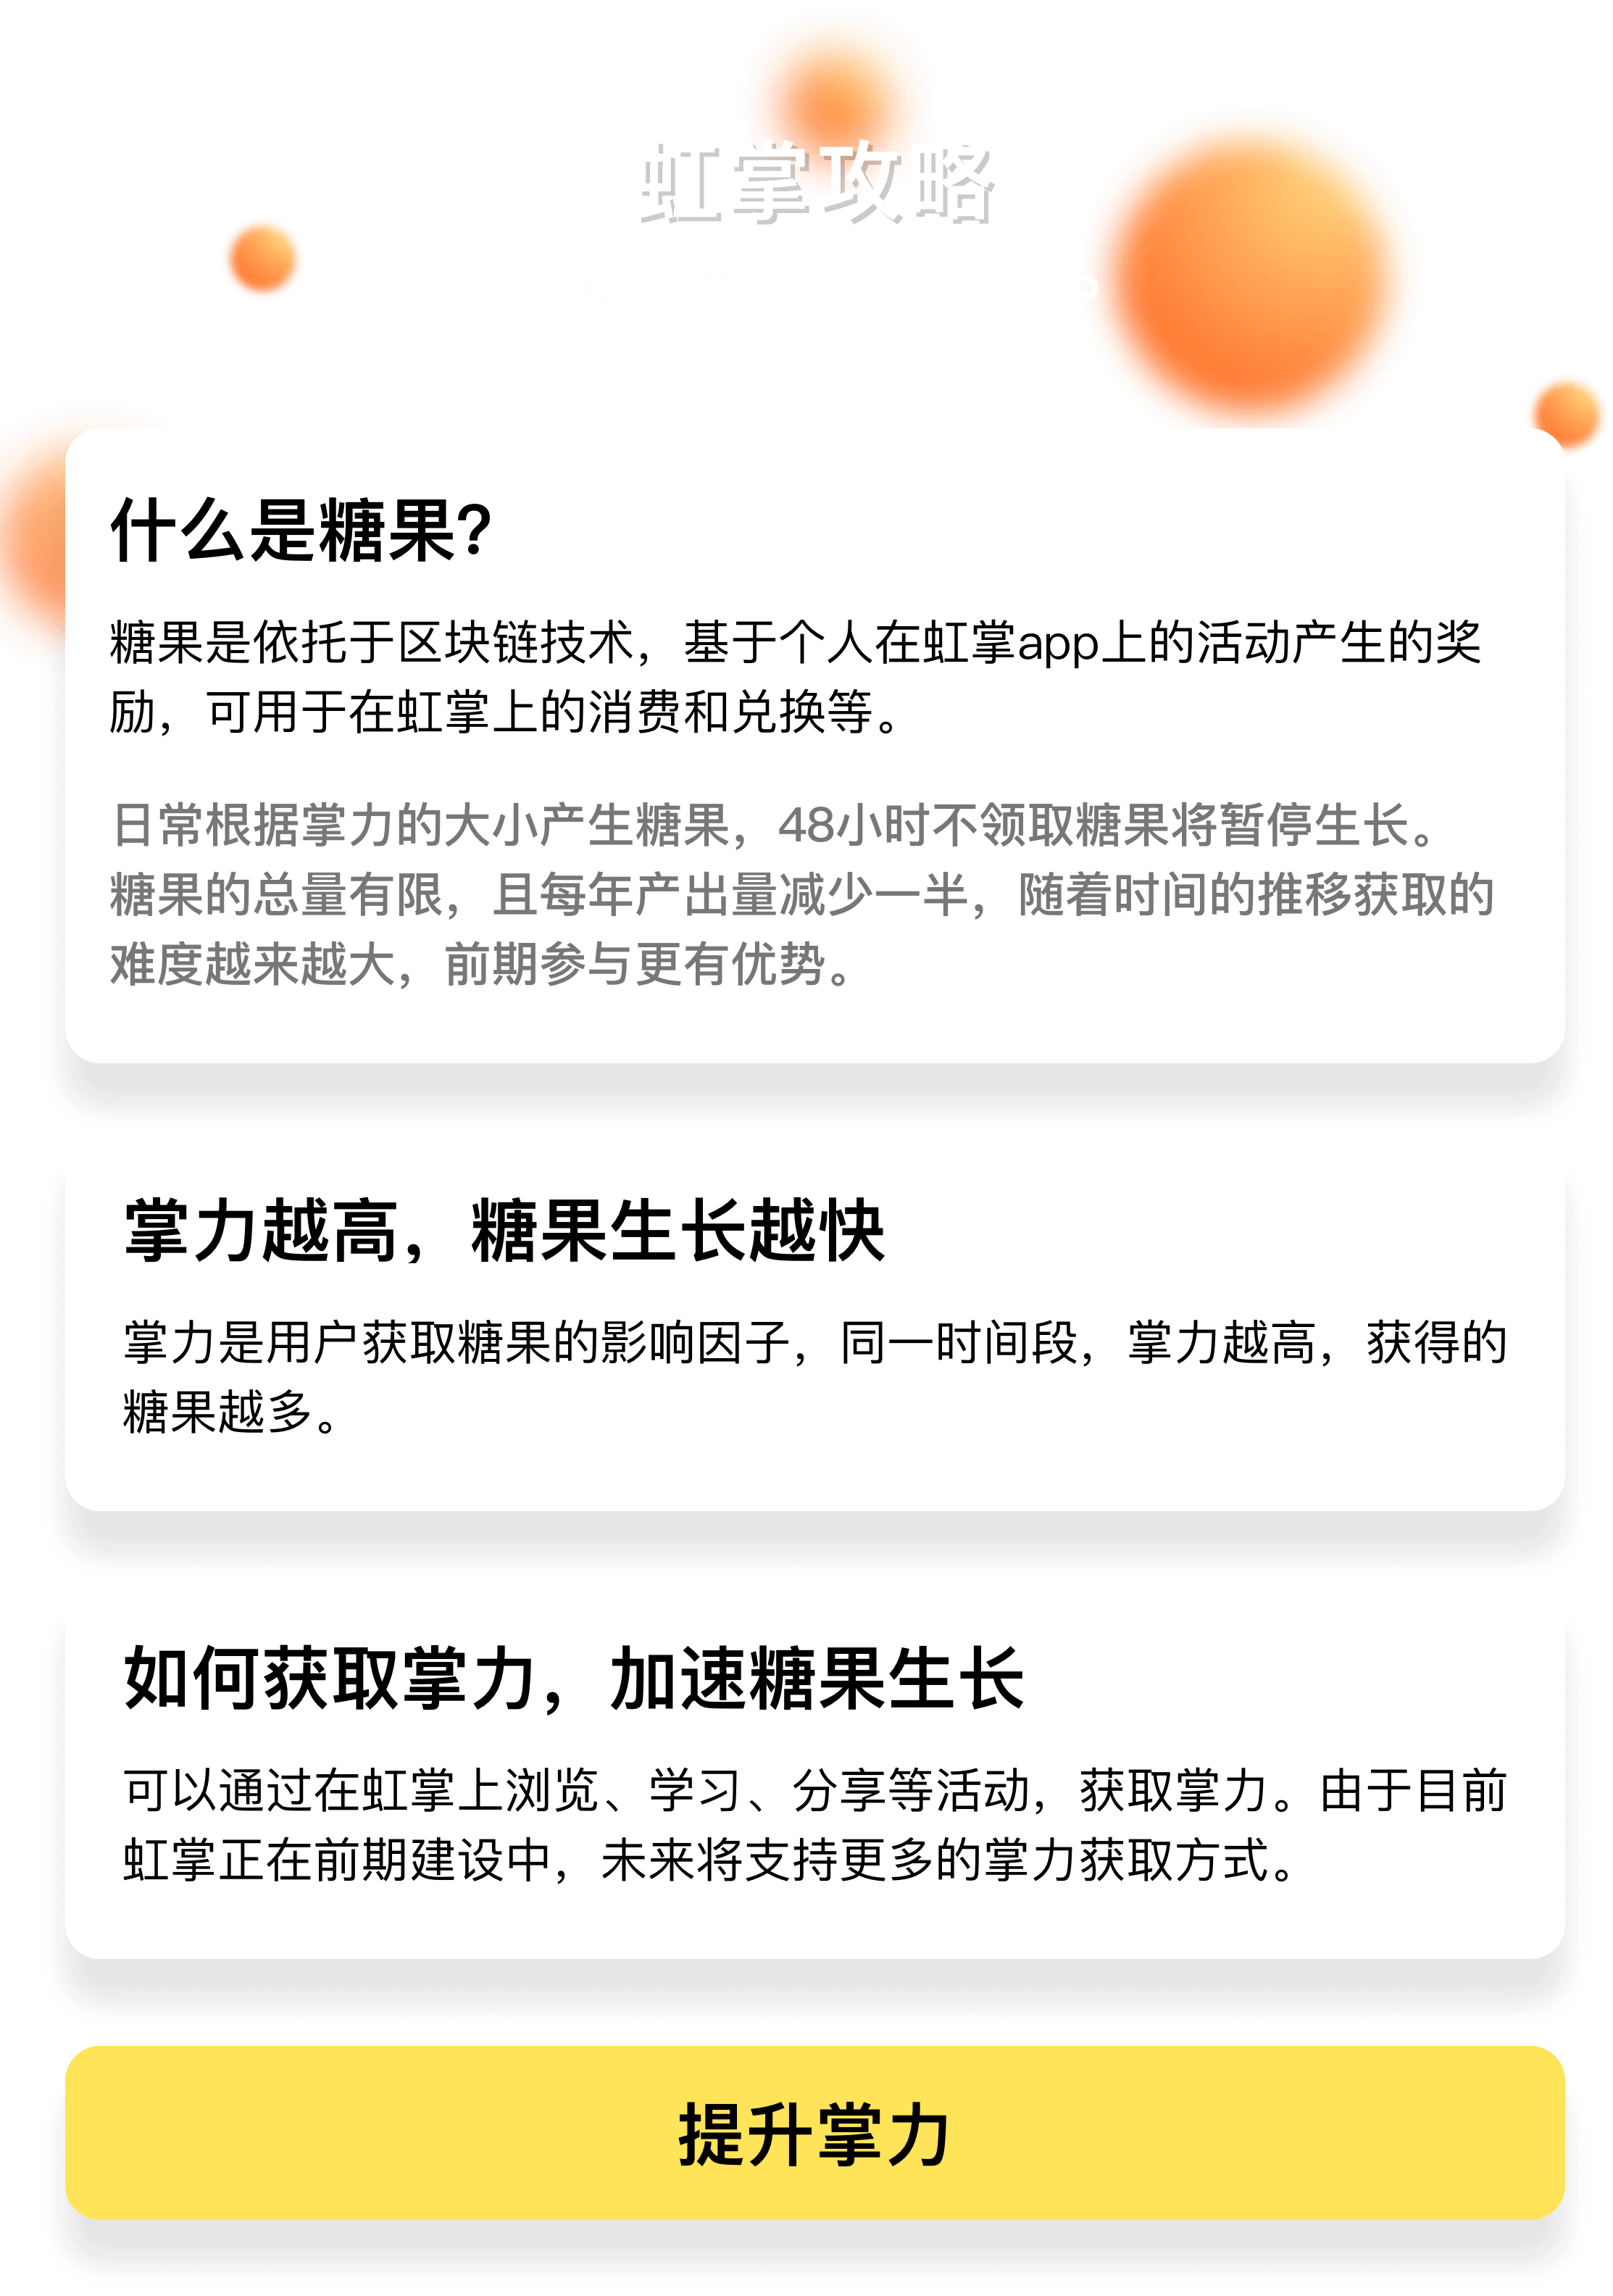 虹掌攻略
什么是糖果?
糖果是依托于区块链技术，基于个人在虹掌app上的活动产生的奖
励，可用于在虹掌上的消费和兑换等。
日常根据掌力的大小产生糖果，48小时不领取糖果将暂停生长。
糖果的总量有限，且每年产出量减少一半，随着时间的推移获取的
难度越来越大，前期参与更有优势。
掌力越高，糖果生长越快
掌力是用户获取糖果的影响因子，同一时间段，掌力越高，获得的
糖果越多。
如何获取掌力，加速糖果生长
可以通过在虹掌上浏览、学习、分享等活动，获取掌力。由于目前
虹掌正在前期建设中，未来将支持更多的掌力获取方式。
提升掌力